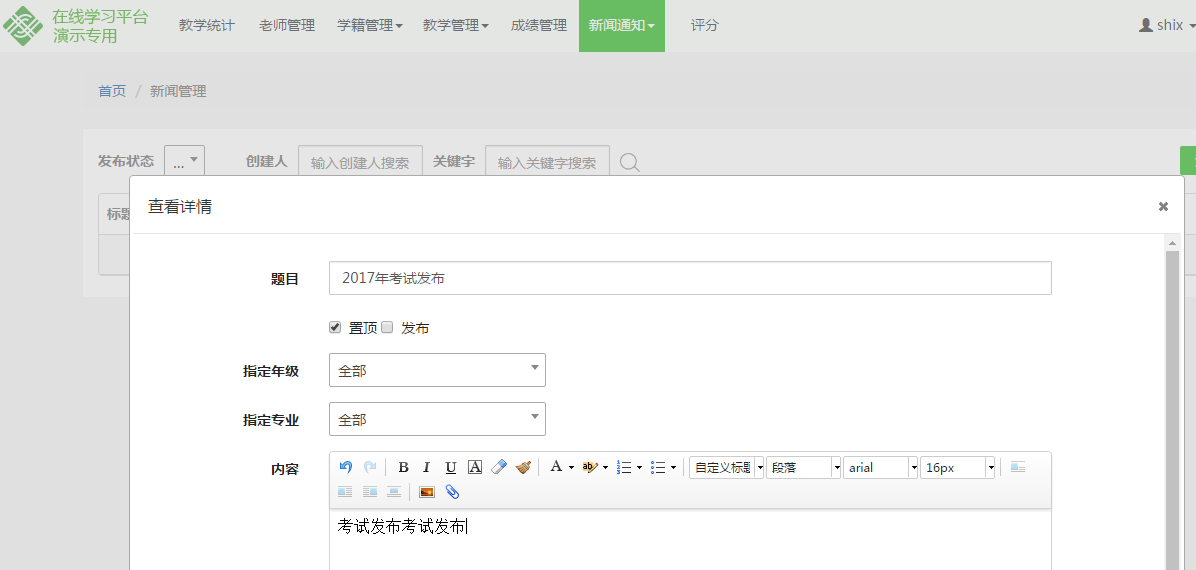 在线学习平台
演示专用
教学统计 老师管理 学籍管理 教学管理 成绩管理 新闻通知 评分 shix
首页 / 新闻管理
发布状态 ... 创建人 输入创建人搜索 关键字 输入关键字搜索
查看详情
标题
题目 2017年考试发布
置顶 发布
指定年级 全部
指定专业 全部
内容 B I U A A ab 自定义标题 段落 arial 16px
考试发布考试发布